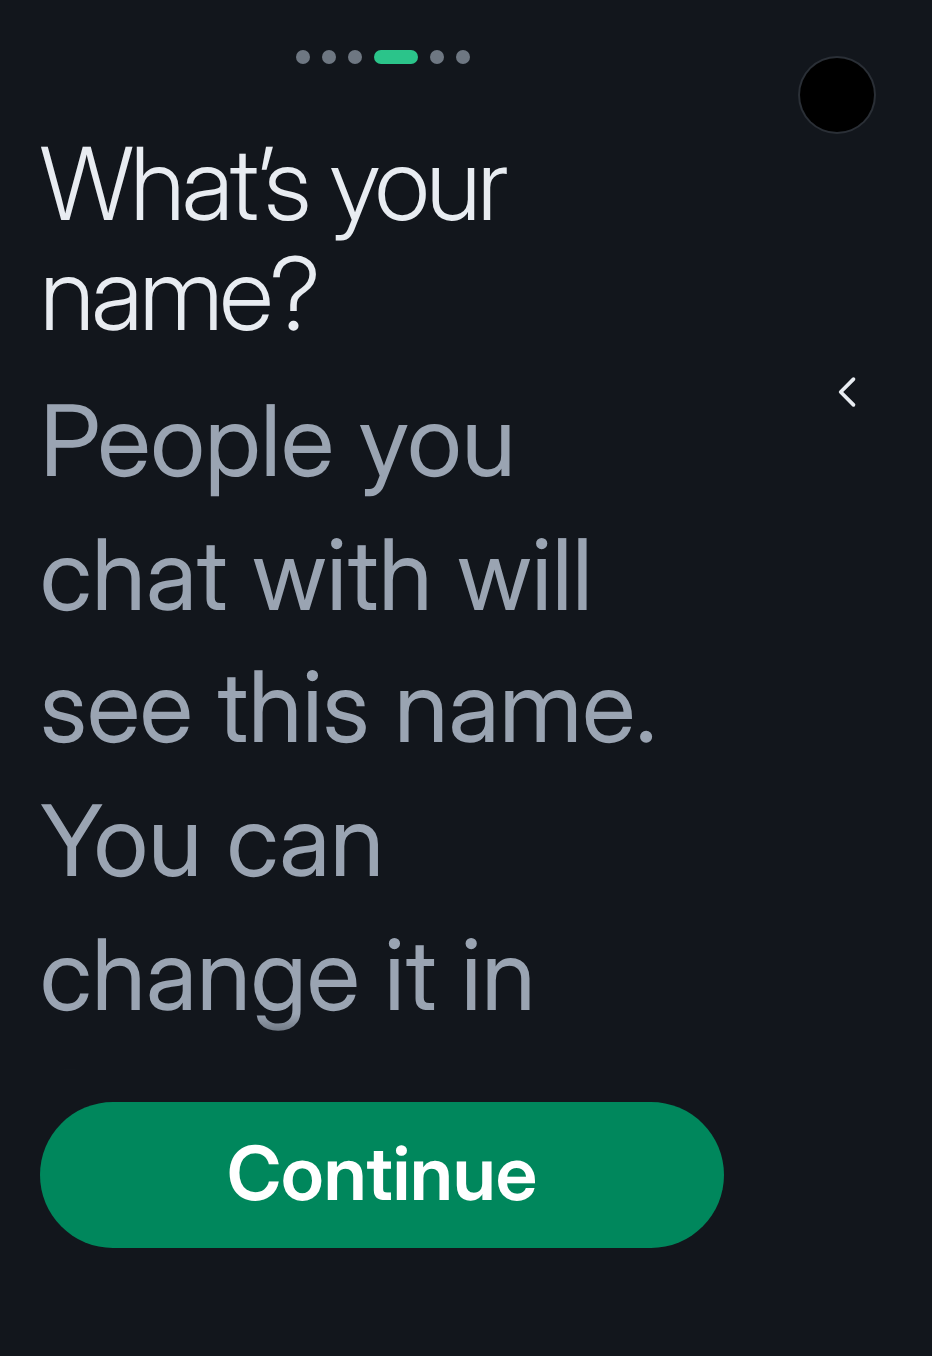 What’s your
name?
People you
chat with will
see this name.
You can
change it in
Continue